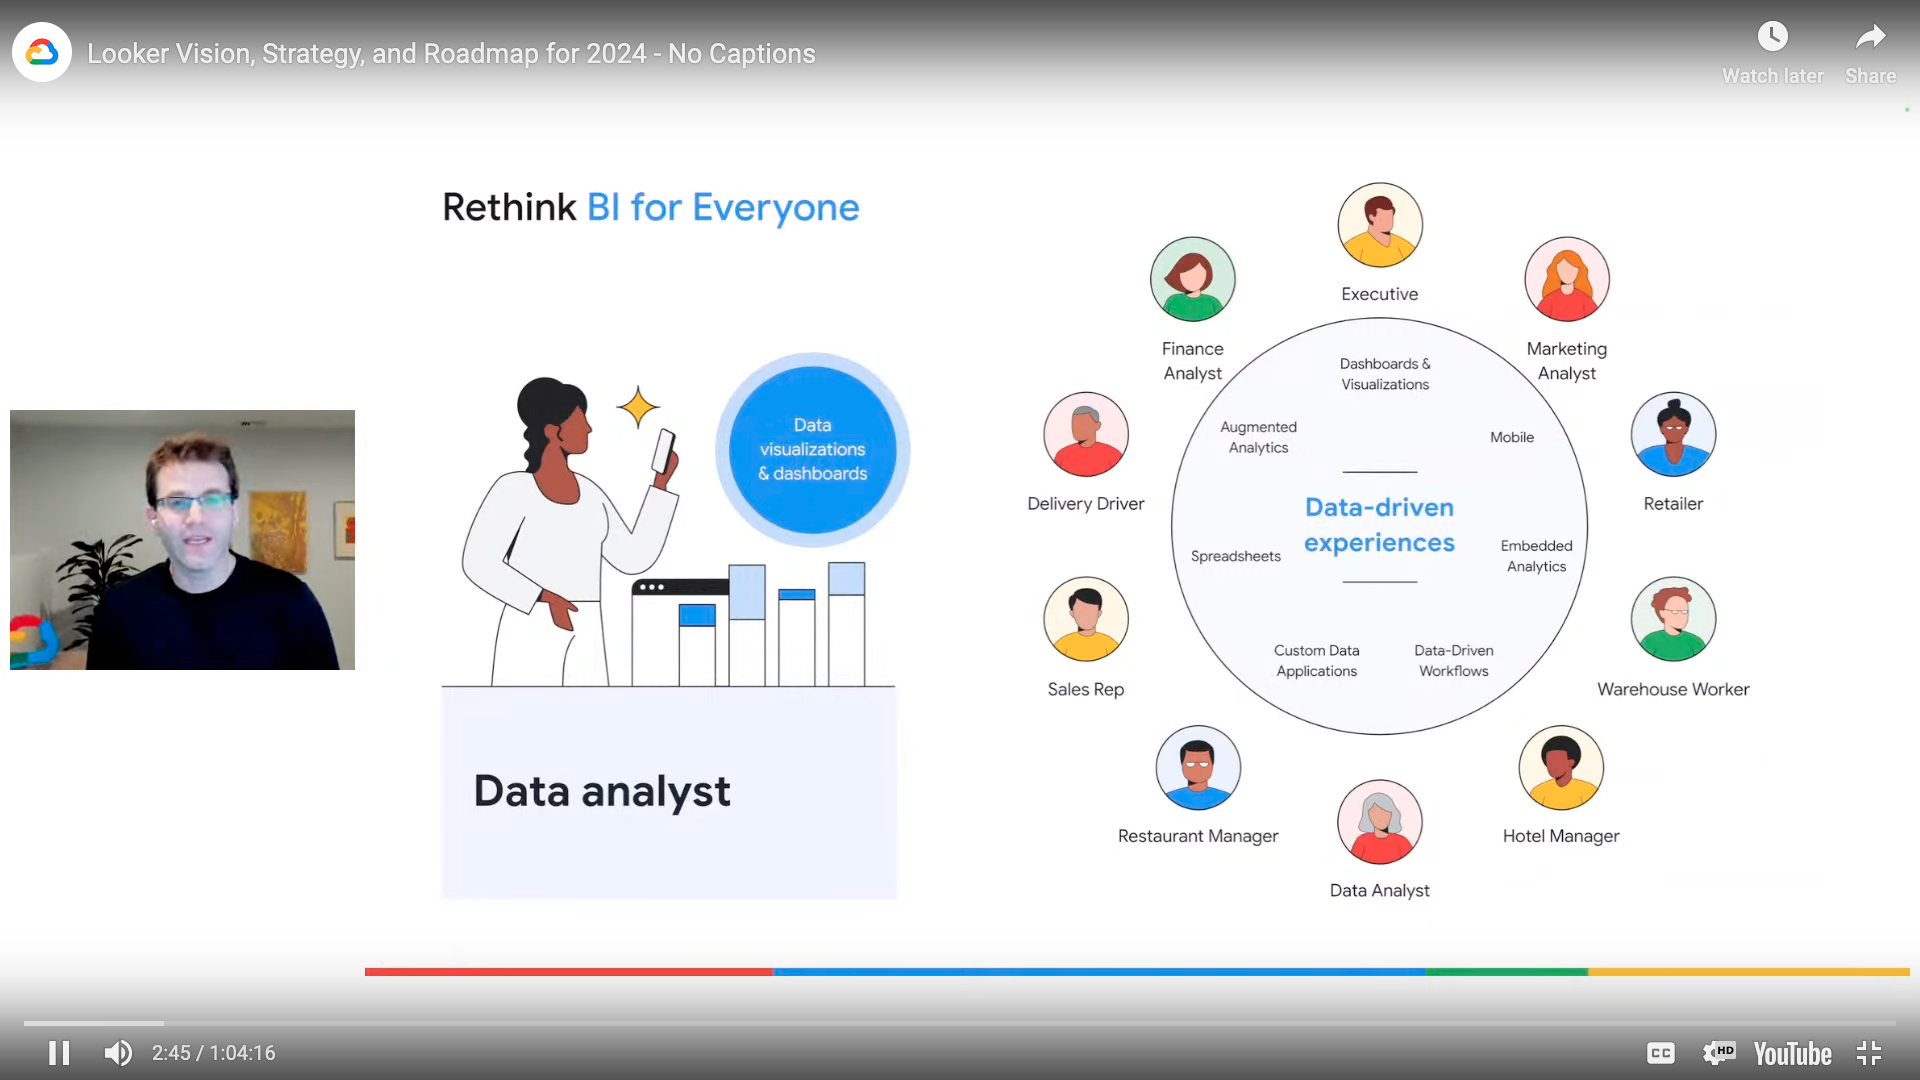 Looker Vision, Strategy, and Roadmap for 2024 - No Captions
Watch later
Share
Rethink BI for Everyone
Data
visualizations
& dashboards
Data analyst
Executive
Finance
Analyst
Marketing
Analyst
Delivery Driver
Retailer
Sales Rep
Warehouse Worker
Restaurant Manager
Hotel Manager
Data Analyst
Dashboards &
Visualizations
Augmented
Analytics
Mobile
Data-driven
experiences
Spreadsheets
Embedded
Analytics
Custom Data
Applications
Data-Driven
Workflows
2:45 / 1:04:16
CC
HD
YouTube